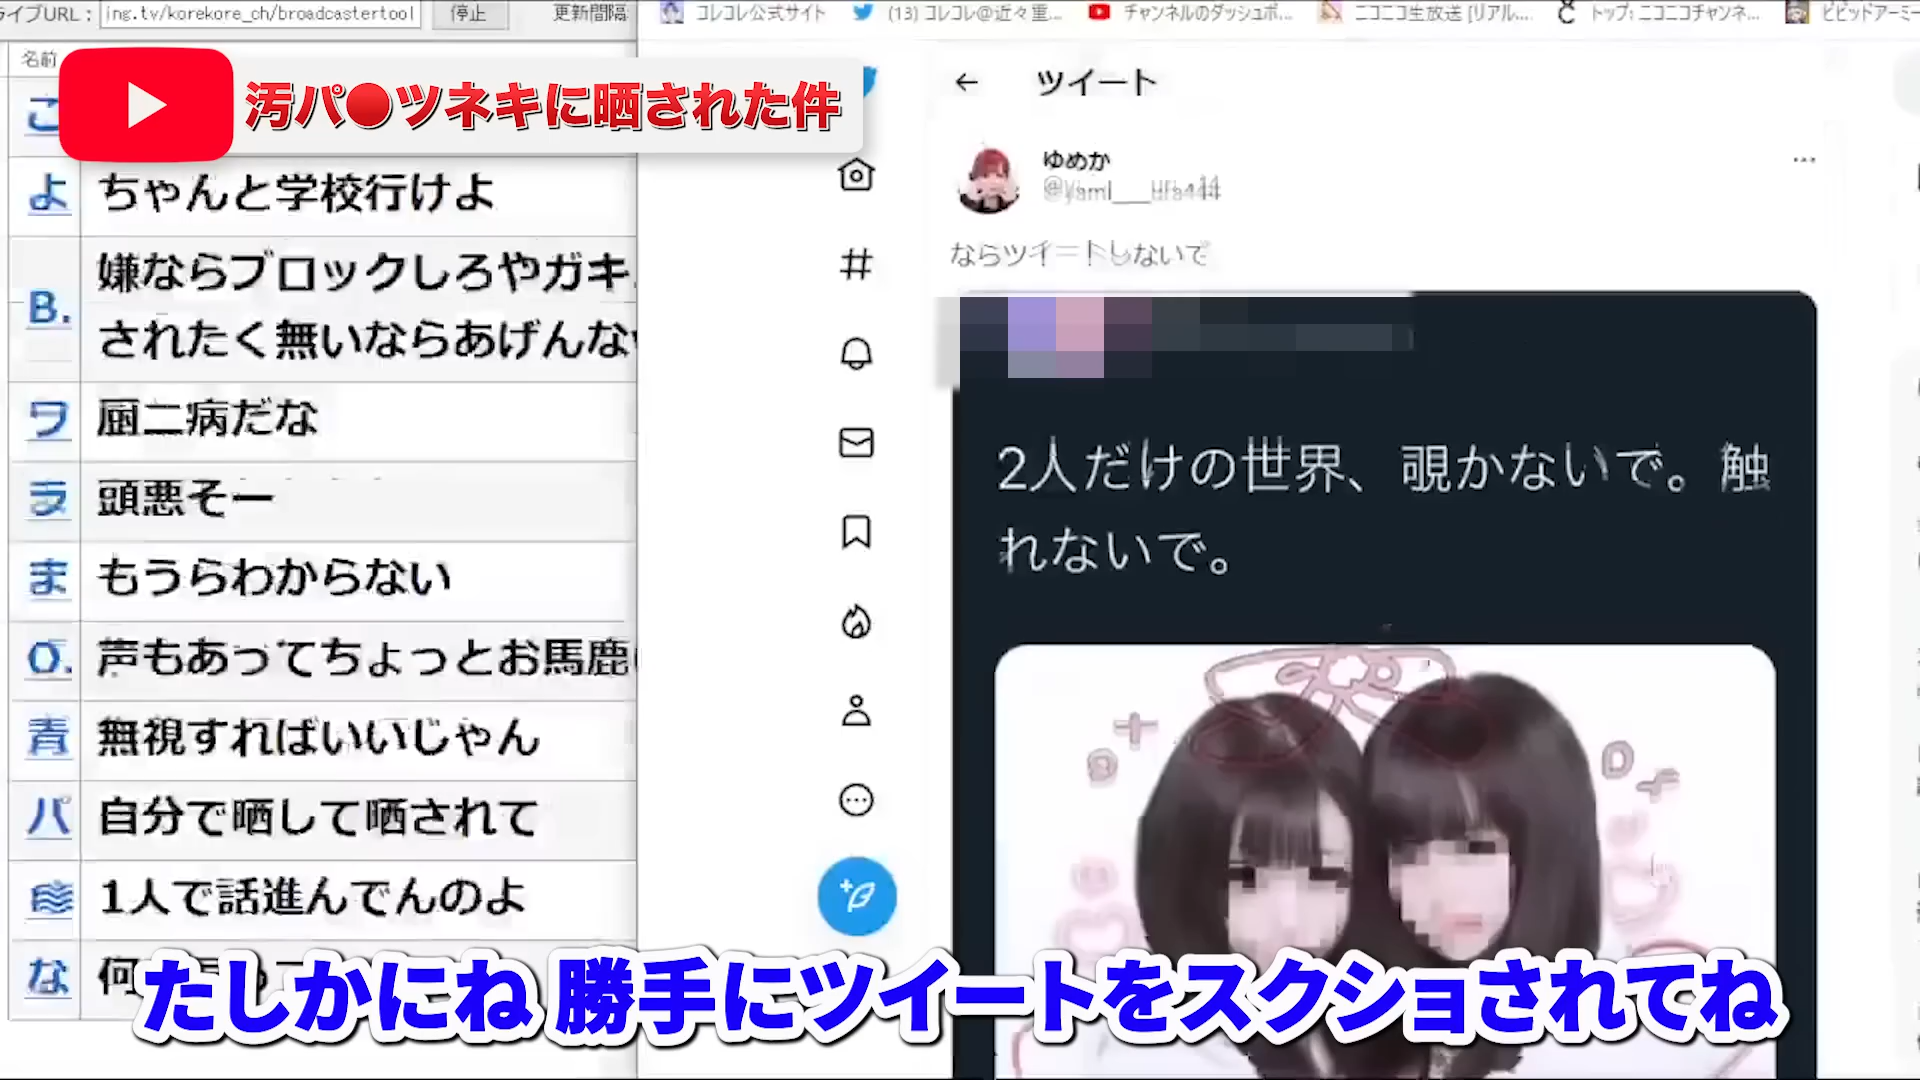 イブURL :
ing.tv/korekore_ch/broadcastertool
停止
更新間隔
コレコレ公式サイト
(13) コレコレ@近々重...
チャンネルのダッシュボ...
ニコニコ生放送 [リアル...
トップ: ニコニコチャンネ...
ビビッドアーミー
名前
汚パ●ツネキに晒された件
こ
よ ちゃんと学校行けよ
B. 嫌ならブロックしろやガキ
されたく無いならあげんな
ヲ 厨二病だな
ヲ 頭悪そー
ま もうらわからない
O. 声もあってちょっとお馬鹿
青 無視すればいいじゃん
パ 自分で晒して晒されて
1人で話進んでんのよ
な 何
ツイート
ゆめか
ならツイートしないで
2人だけの世界、覗かないで。触
れないで。
たしかにね 勝手にツイートをスクショされてね